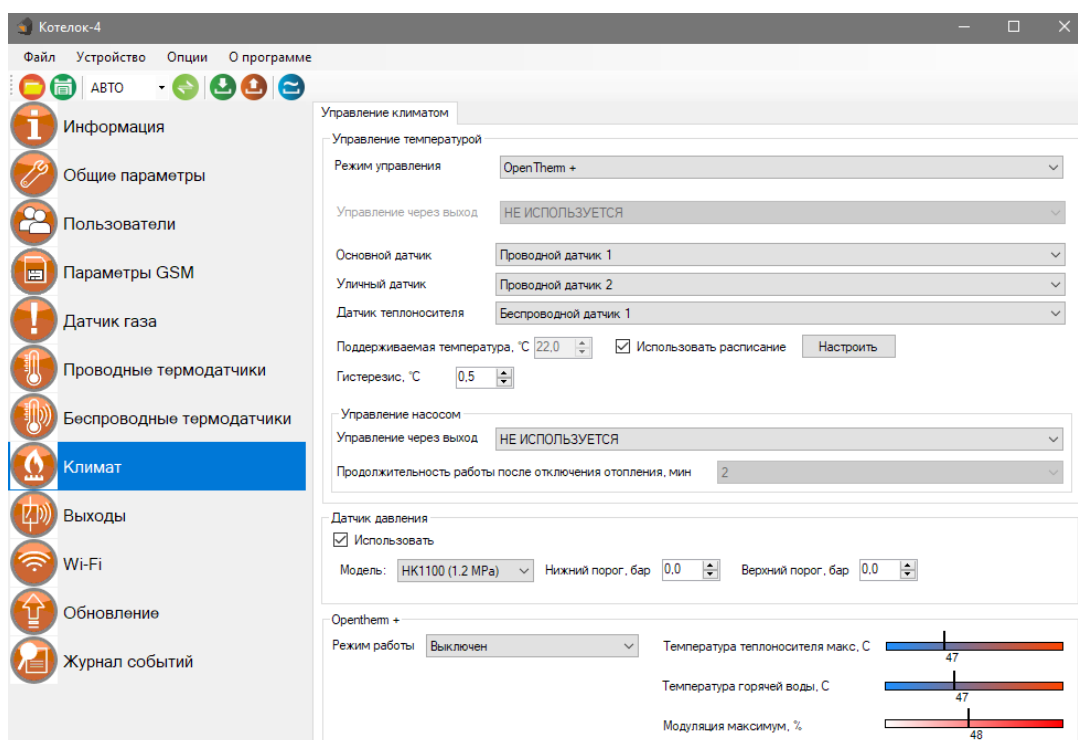 Котелок-4
Файл Устройство Опции О программе
АВТО
Информация
Общие параметры
Пользователи
Параметры GSM
Датчик газа
Проводные термодатчики
Беспроводные термодатчики
Климат
Выходы
Wi-Fi
Обновление
Журнал событий
Управление климатом
Управление температурой
Режим управления OpenTherm +
Управление через выход НЕ ИСПОЛЬЗУЕТСЯ
Основной датчик Проводной датчик 1
Уличный датчик Проводной датчик 2
Датчик теплоносителя Беспроводной датчик 1
Поддерживаемая температура, °C 22,0 Использовать расписание Настроить
Гистерезис, °C 0,5
Управление насосом
Управление через выход НЕ ИСПОЛЬЗУЕТСЯ
Продолжительность работы после отключения отопления, мин 2
Датчик давления
Использовать
Модель: HK1100 (1.2 MPa) Нижний порог, бар 0,0 Верхний порог, бар 0,0
Opentherm +
Режим работы Выключен
Температура теплоносителя макс, С
47
Температура горячей воды, С
47
Модуляция максимум, %
48